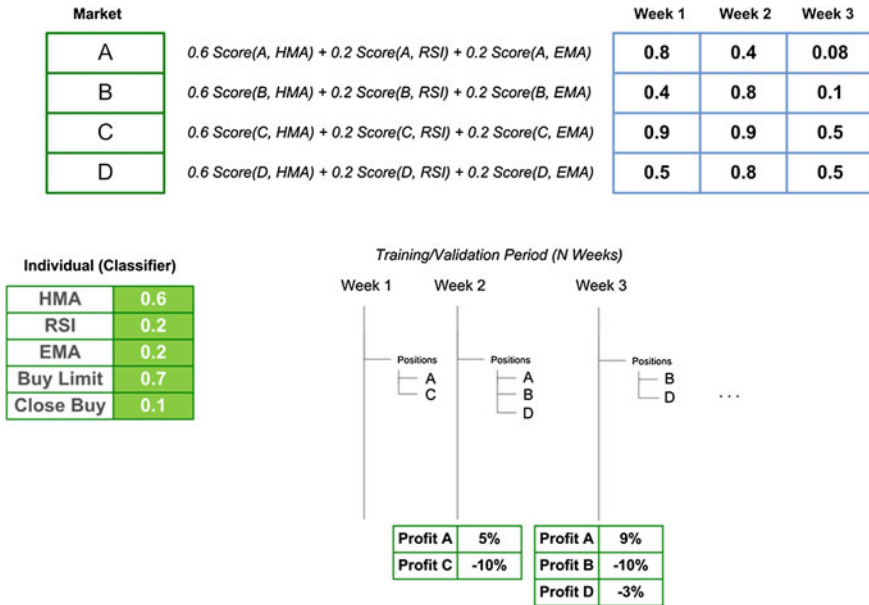 Market Week 1 Week 2 Week 3
A 0.6 Score(A, HMA) + 0.2 Score(A, RSI) + 0.2 Score(A, EMA) 0.8 0.4 0.08
B 0.6 Score(B, HMA) + 0.2 Score(B, RSI) + 0.2 Score(B, EMA) 0.4 0.8 0.1
C 0.6 Score(C, HMA) + 0.2 Score(C, RSI) + 0.2 Score(C, EMA) 0.9 0.9 0.5
D 0.6 Score(D, HMA) + 0.2 Score(D, RSI) + 0.2 Score(D, EMA) 0.5 0.8 0.5
Individual (Classifier)
HMA 0.6
RSI 0.2
EMA 0.2
Buy Limit 0.7
Close Buy 0.1
Training/Validation Period (N Weeks)
Week 1 Week 2 Week 3
Positions Positions Positions
A A B
C B D ...
D
Profit A 5% Profit A 9%
Profit C -10% Profit B -10%
Profit D -3%